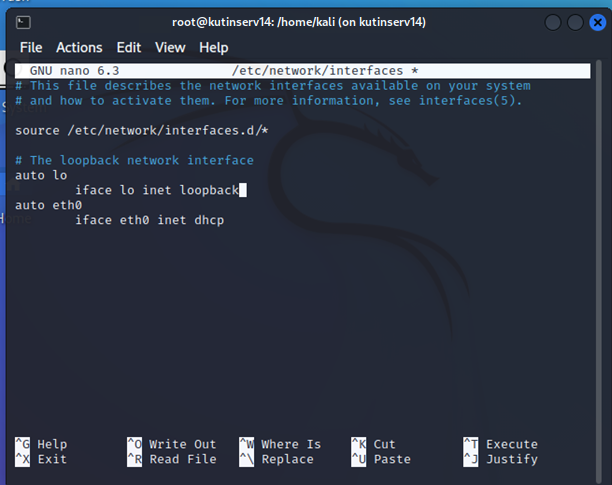 root@kutinserv14: /home/kali (on kutinserv14)
File Actions Edit View Help
GNU nano 6.3 /etc/network/interfaces *
# This file describes the network interfaces available on your system
# and how to activate them. For more information, see interfaces(5).
source /etc/network/interfaces.d/*
# The loopback network interface
auto lo
iface lo inet loopback
auto eth0
iface eth0 inet dhcp
^G Help ^O Write Out ^W Where Is ^K Cut ^T Execute
^X Exit ^R Read File ^\ Replace ^U Paste ^J Justify